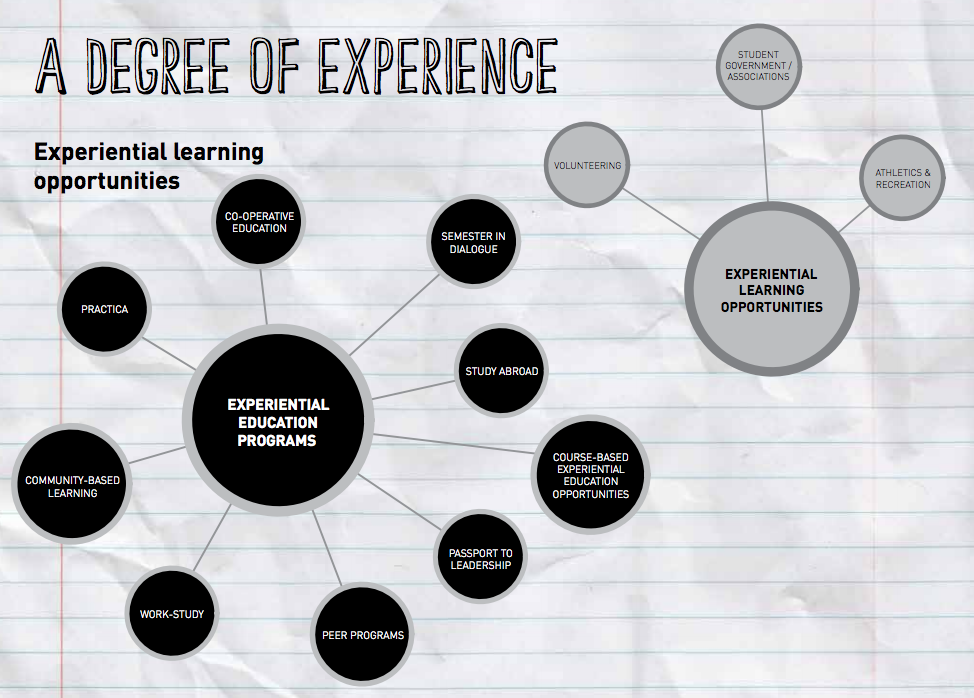 A DEGREE OF EXPERIENCE
Experiential learning
opportunities
STUDENT
GOVERNMENT /
ASSOCIATIONS
VOLUNTEERING
ATHLETICS &
RECREATION
EXPERIENTIAL
LEARNING
OPPORTUNITIES
CO-OPERATIVE
EDUCATION
SEMESTER IN
DIALOGUE
PRACTICA
STUDY ABROAD
EXPERIENTIAL
EDUCATION
PROGRAMS
COURSE-BASED
EXPERIENTIAL
EDUCATION
OPPORTUNITIES
COMMUNITY-BASED
LEARNING
PASSPORT TO
LEADERSHIP
WORK-STUDY
PEER PROGRAMS